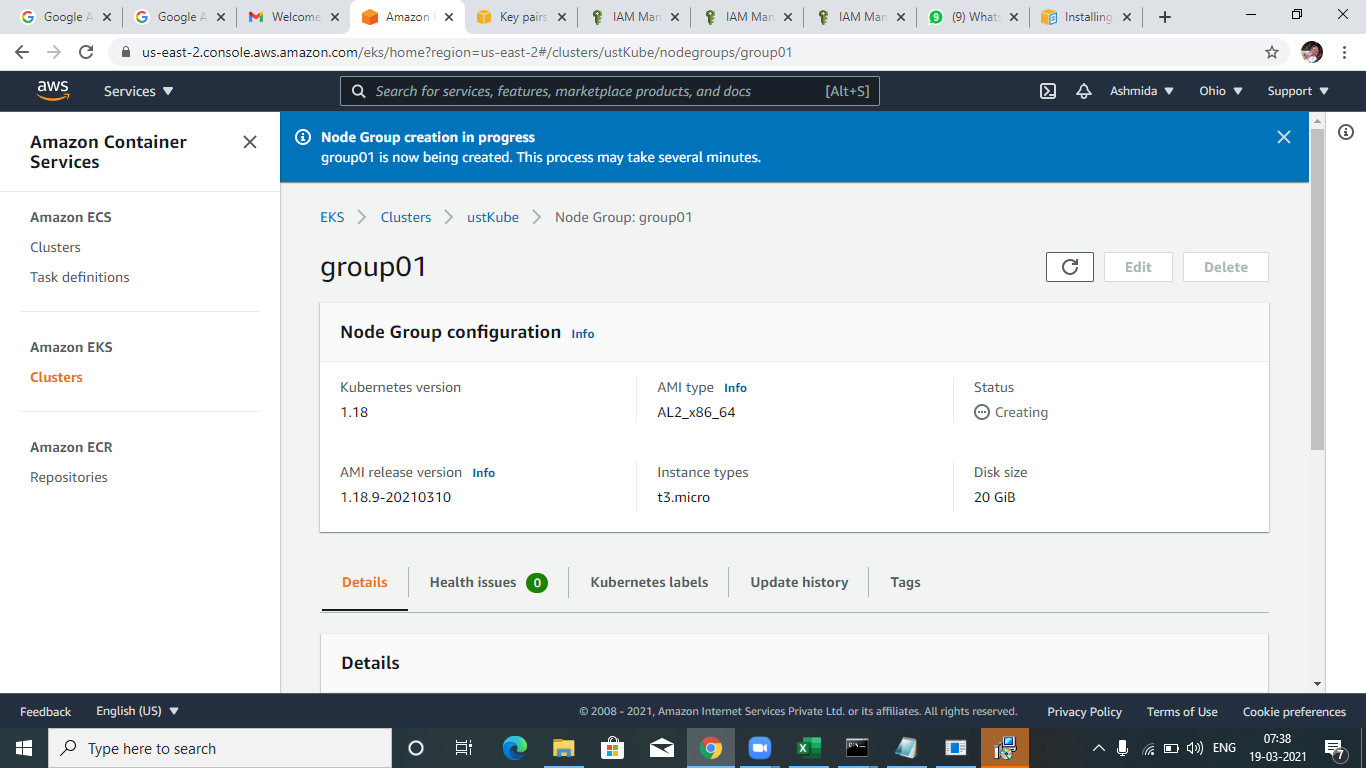 Google A
Google A
Welcome
Amazon
Key pairs
IAM Man
IAM Man
IAM Man
(9) Whats
Installing
us-east-2.console.aws.amazon.com/eks/home?region=us-east-2#/clusters/ustKube/nodegroups/group01
aws
Services
Search for services, features, marketplace products, and docs [Alt+S]
Ashmida
Ohio
Support
Amazon Container
Services
Amazon ECS
Clusters
Task definitions
Amazon EKS
Clusters
Amazon ECR
Repositories
Node Group creation in progress
group01 is now being created. This process may take several minutes.
EKS Clusters ustKube Node Group: group01
group01
Edit
Delete
Node Group configuration Info
Kubernetes version
1.18
AMI type Info
AL2_x86_64
Status
Creating
AMI release version Info
1.18.9-20210310
Instance types
t3.micro
Disk size
20 GiB
Details
Health issues 0
Kubernetes labels
Update history
Tags
Details
Feedback
English (US)
© 2008 - 2021, Amazon Internet Services Private Ltd. or its affiliates. All rights reserved.
Privacy Policy
Terms of Use
Cookie preferences
Type here to search
ENG
07:38
19-03-2021
7